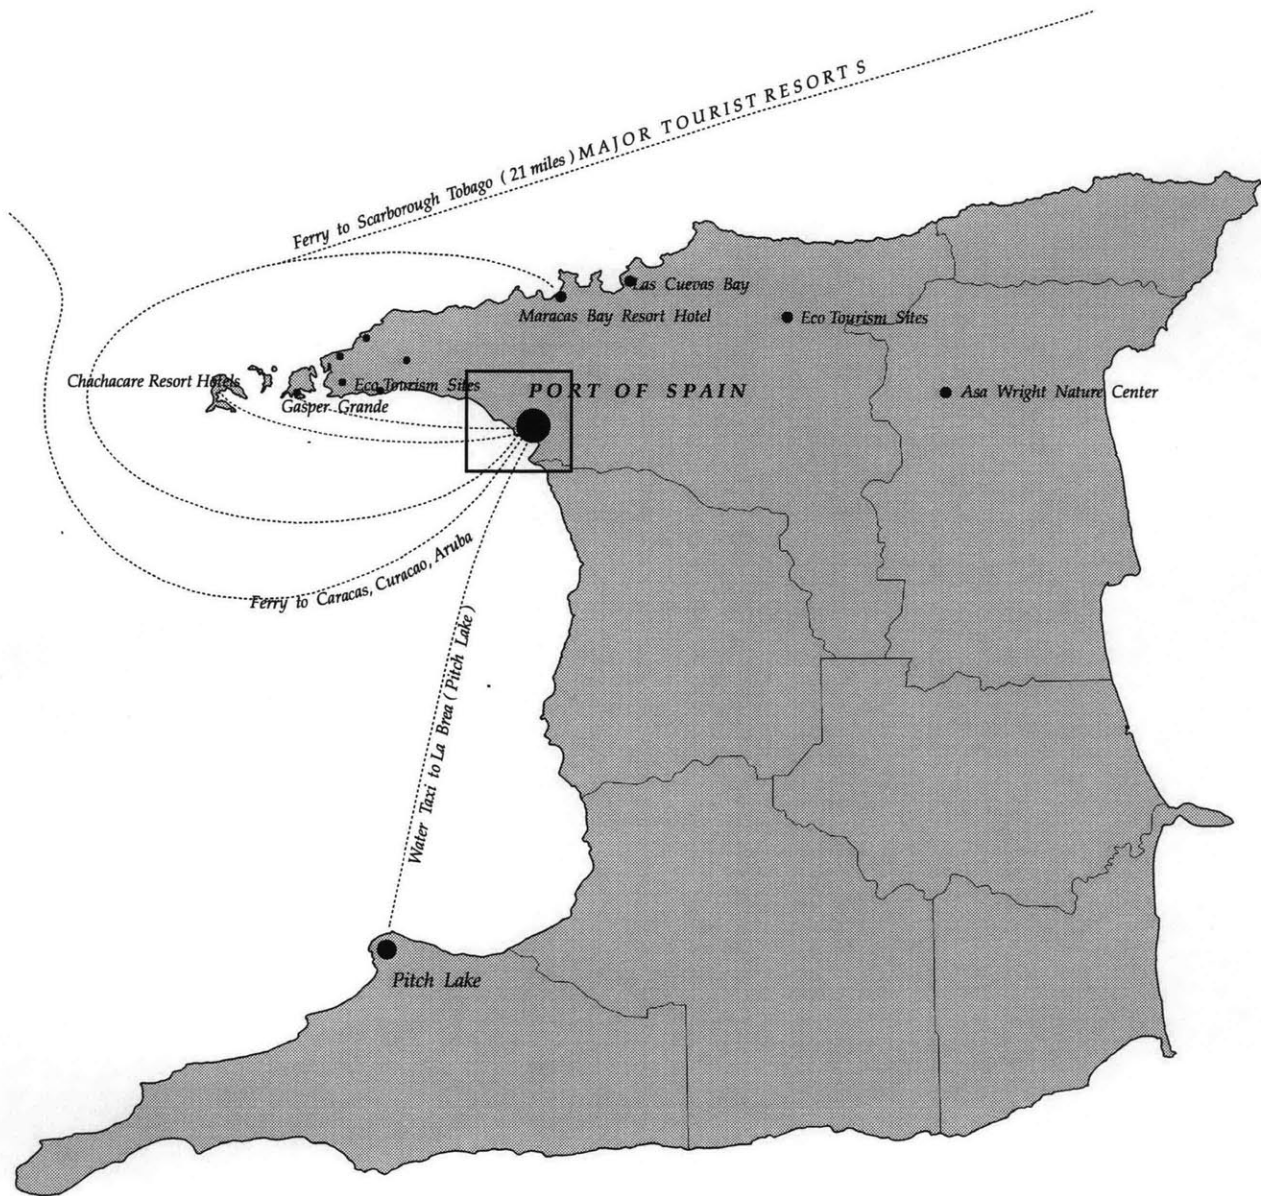 Ferry to Scarborough Tobago ( 21 miles ) MAJOR TOURIST RESORTS
Las Cuevas Bay
Maracas Bay Resort Hotel
Eco Tourism Sites
Chachacare Resort Hotels
Eco Tourism Sites
PORT OF SPAIN
Asa Wright Nature Center
Gasper Grande
Ferry to Caracas, Curacao, Aruba
Water Taxi to La Brea ( Pitch Lake )
Pitch Lake